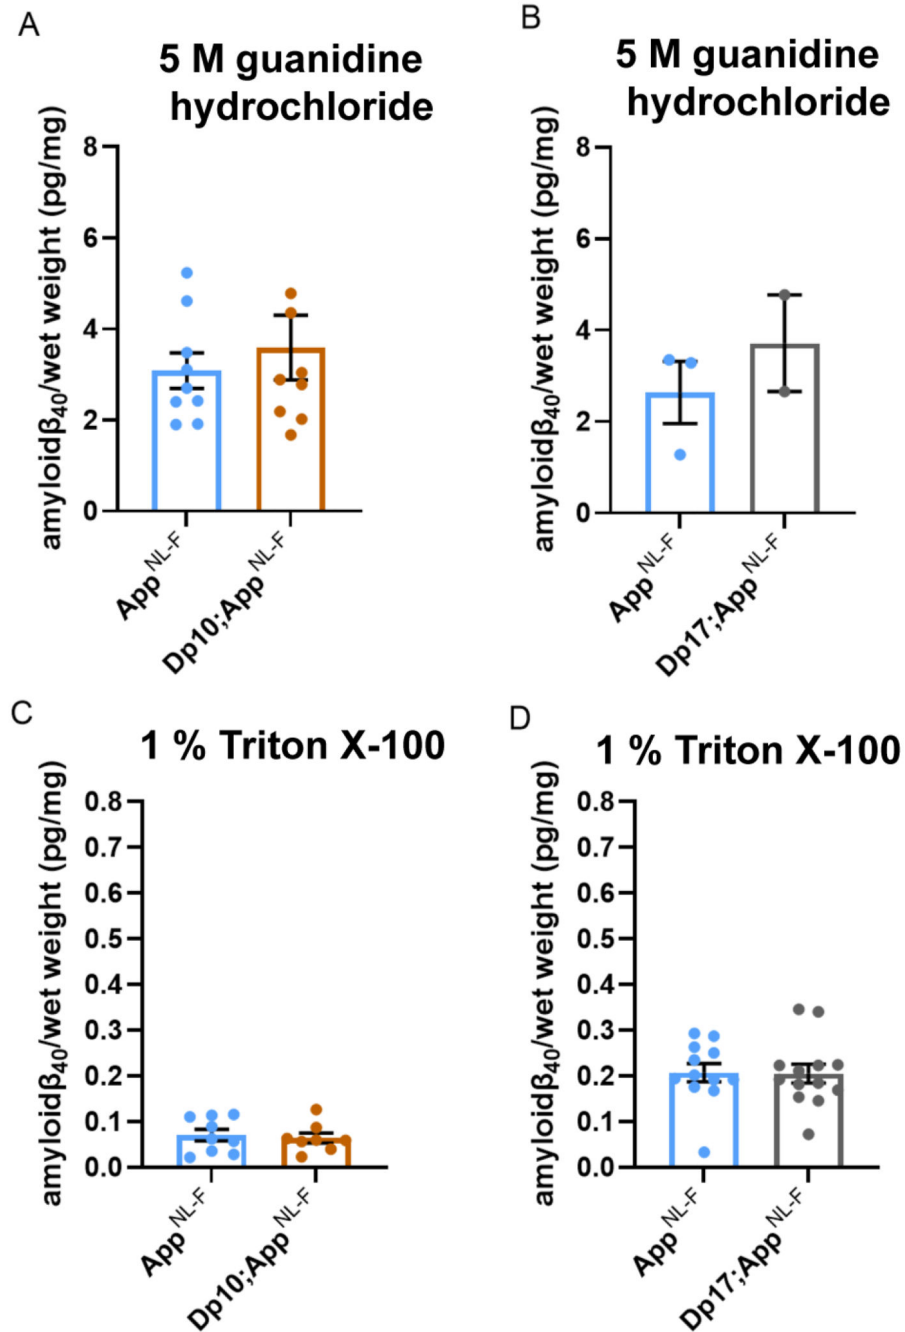 A
5 M guanidine
hydrochloride
amyloidβ40/wet weight (pg/mg)
8
6
4
2
0
App NL-F
Dp10;App NL-F
B
5 M guanidine
hydrochloride
amyloidβ40/wet weight (pg/mg)
8
6
4
2
0
App NL-F
Dp17;App NL-F
C
1 % Triton X-100
amyloidβ40/wet weight (pg/mg)
0.8
0.7
0.6
0.5
0.4
0.3
0.2
0.1
0.0
App NL-F
Dp10;App NL-F
D
1 % Triton X-100
amyloidβ40/wet weight (pg/mg)
0.8
0.7
0.6
0.5
0.4
0.3
0.2
0.1
0.0
App NL-F
Dp17;App NL-F